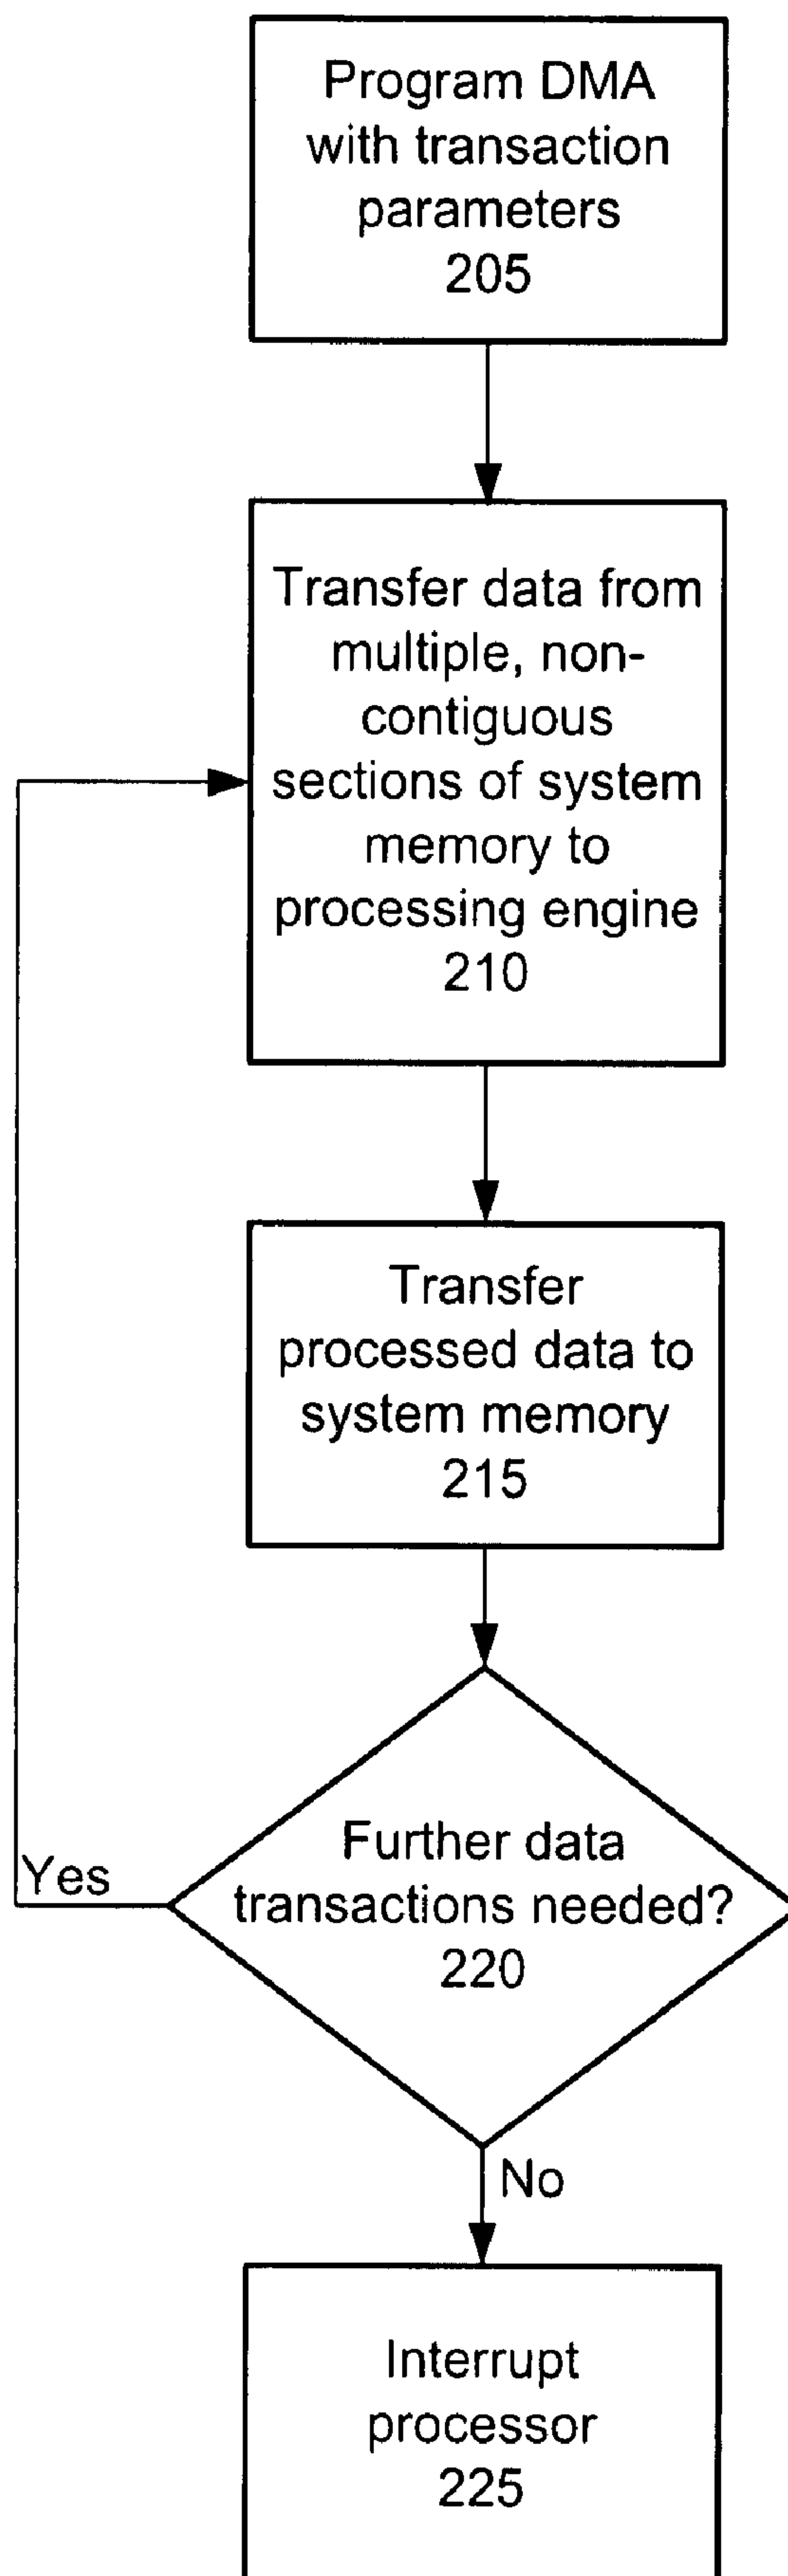 Program DMA
with transaction
parameters
205
Transfer data from
multiple, non-
contiguous
sections of system
memory to
processing engine
210
Transfer
processed data to
system memory
215
Yes
Further data
transactions needed?
220
No
Interrupt
processor
225